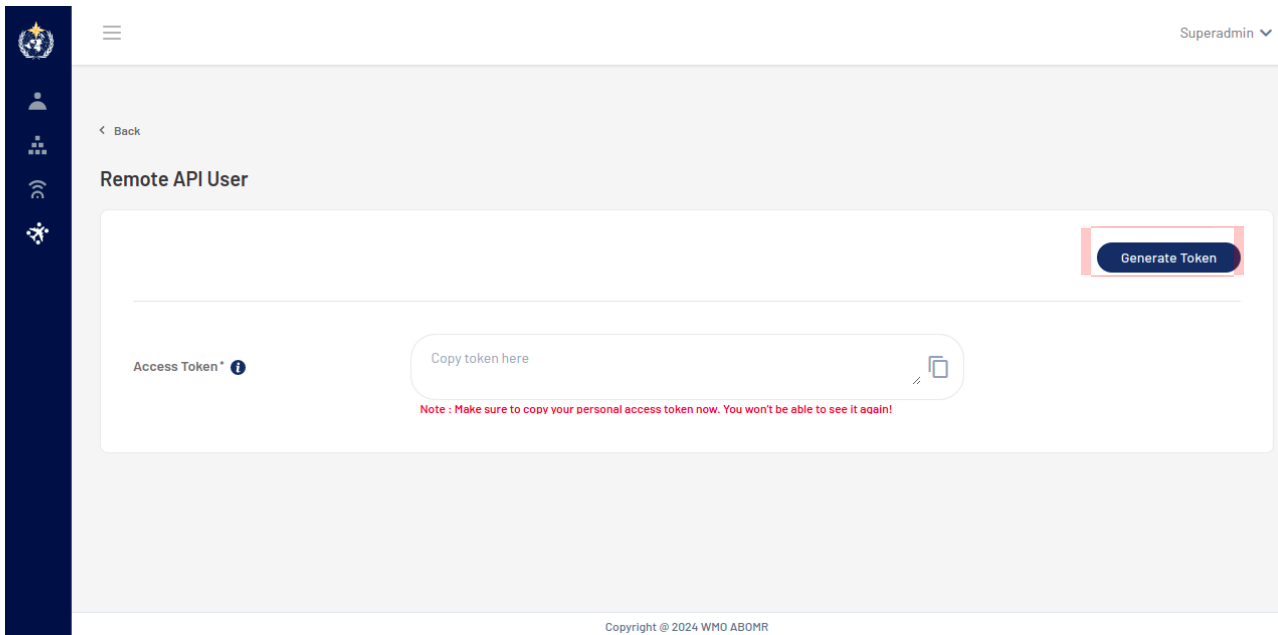 Superadmin
Back
Remote API User
Generate Token
Access Token*
Copy token here
Note : Make sure to copy your personal access token now. You won't be able to see it again!
Copyright @ 2024 WMO ABOMR